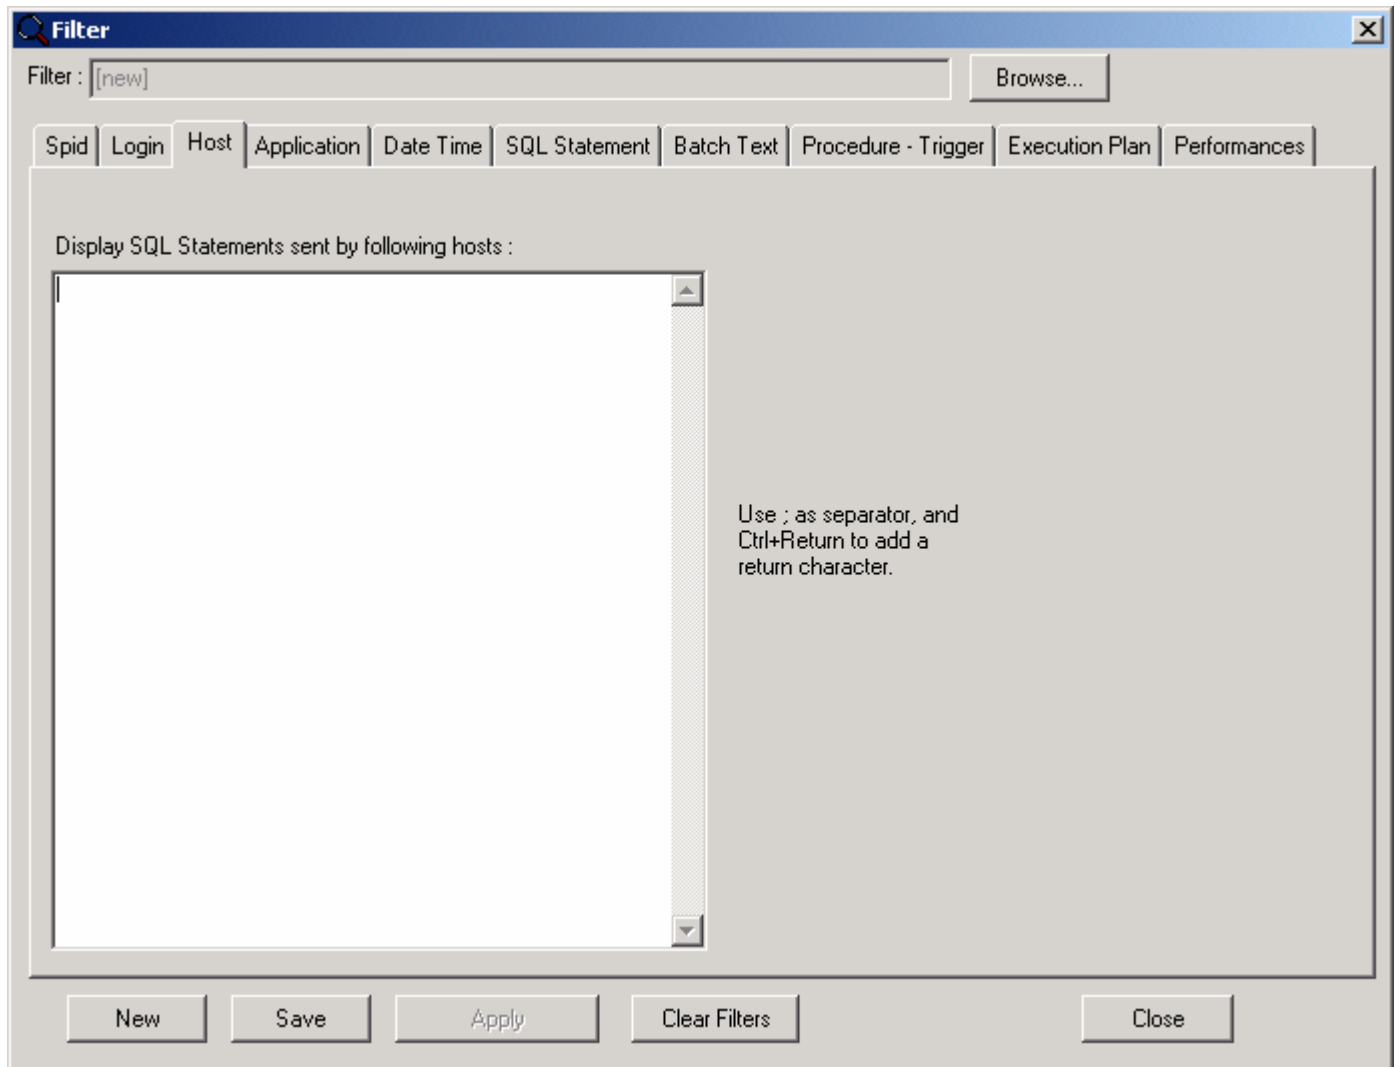 Filter
Filter : [new] Browse...
Spid Login Host Application Date Time SQL Statement Batch Text Procedure - Trigger Execution Plan Performances
Display SQL Statements sent by following hosts :
Use ; as separator, and
Ctrl+Return to add a
return character.
New Save Apply Clear Filters Close